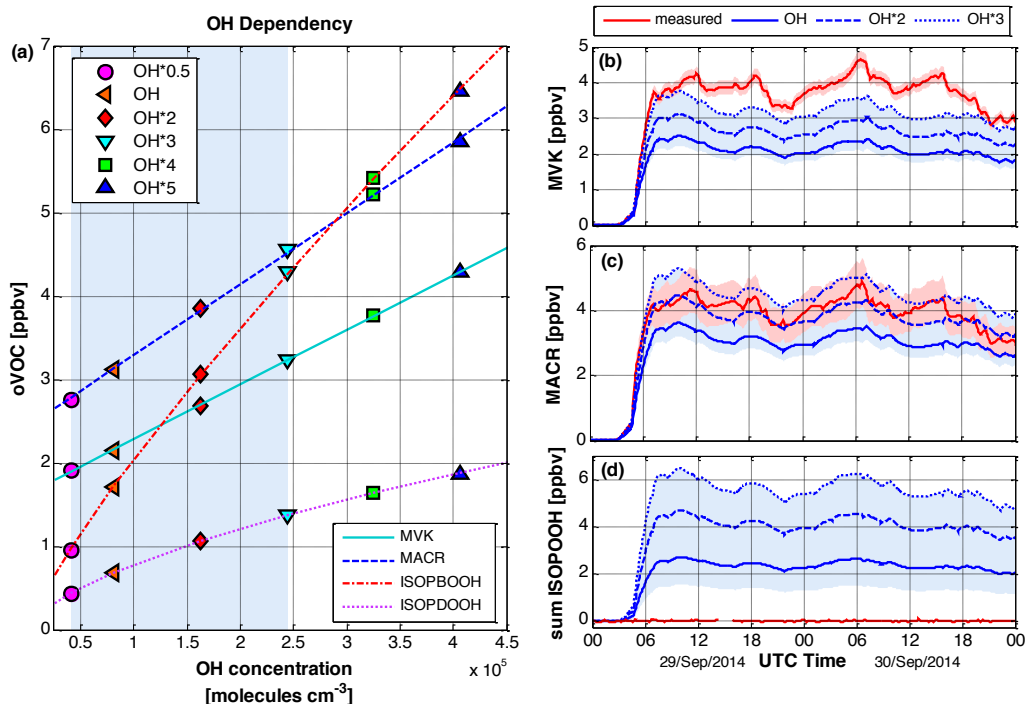 OH Dependency
(a)
7
6
5
4
3
2
1
0
oVOC [ppbv]
OH*0.5
OH
OH*2
OH*3
OH*4
OH*5
MVK
MACR
ISOPBOOH
ISOPDOOH
0.5 1 1.5 2 2.5 3 3.5 4 4.5
x 10^5
OH concentration
[molecules cm^-3]
measured OH OH*2 OH*3
(b)
5
4
3
2
1
0
MVK [ppbv]
(c)
6
4
2
0
MACR [ppbv]
(d)
6
4
2
0
sum ISOPOOH [ppbv]
00 06 12 18 00 06 12 18 00
29/Sep/2014 UTC Time 30/Sep/2014